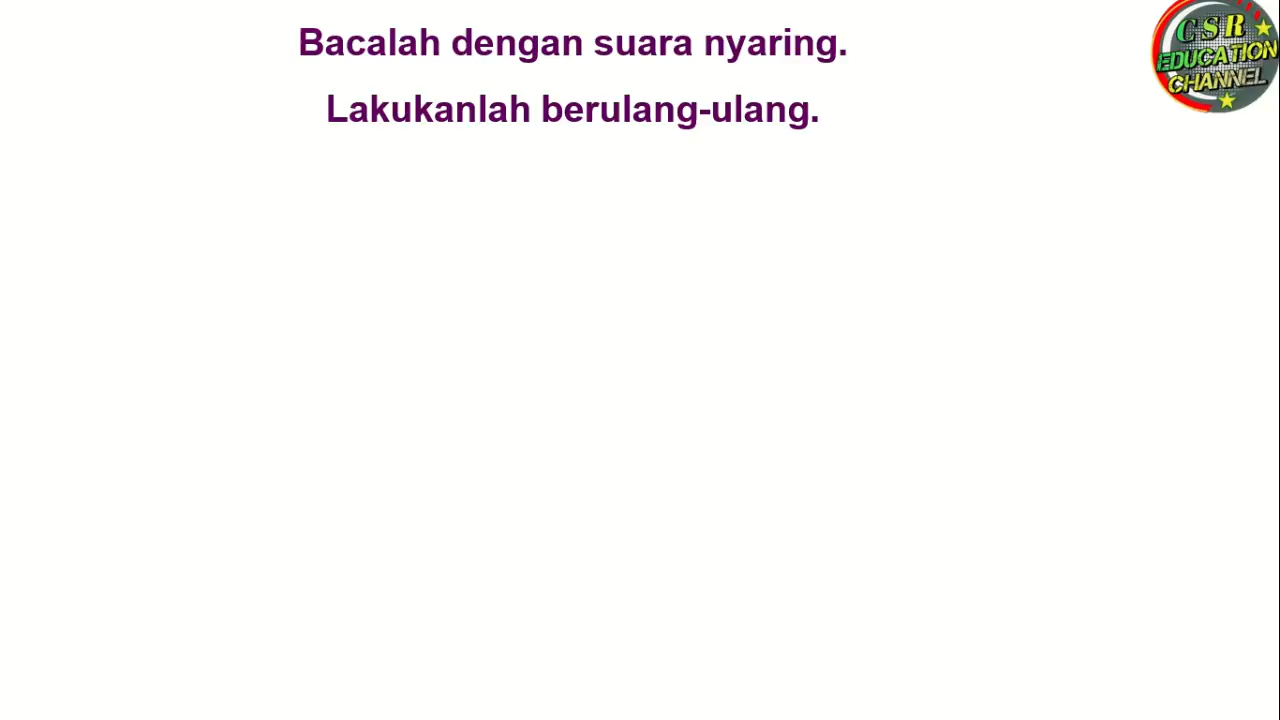 Bacalah dengan suara nyaring.
Lakukanlah berulang-ulang.
CSR
EDUCATION
CHANNEL